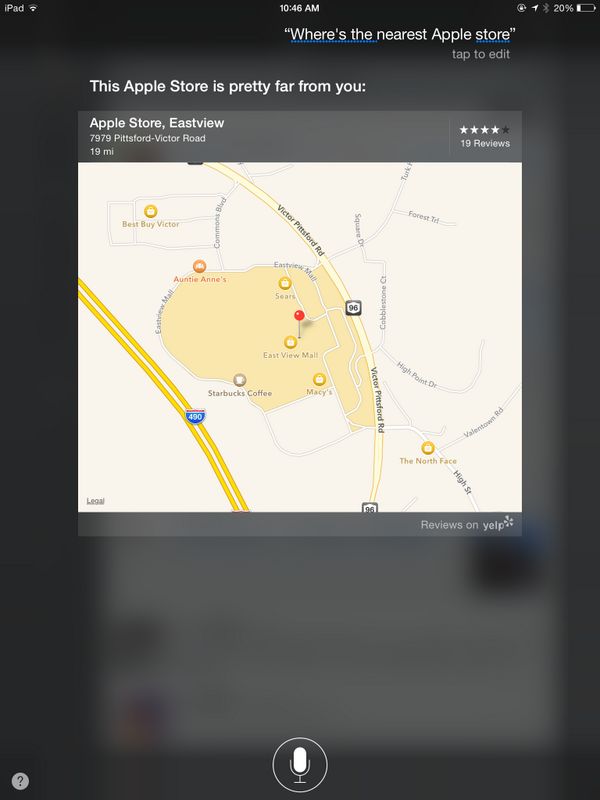 iPad
10:46 AM
20%
“Where's the nearest Apple store”
tap to edit
This Apple Store is pretty far from you:
Apple Store, Eastview
7979 Pittsford-Victor Road
19 mi
19 Reviews
Best Buy Victor
Commons Blvd
Victor Pittsford Rd
Square Dr
Forest Trl
Auntie Anne's
Eastview Mall
Eastview Mall
Sears
96
Cobblestone Ct
East View Mall
Starbucks Coffee
Macy's
Victor Pittsford Rd
High Point Dr
490
Valentown Rd
The North Face
High St
Legal
96
Reviews on yelp
?